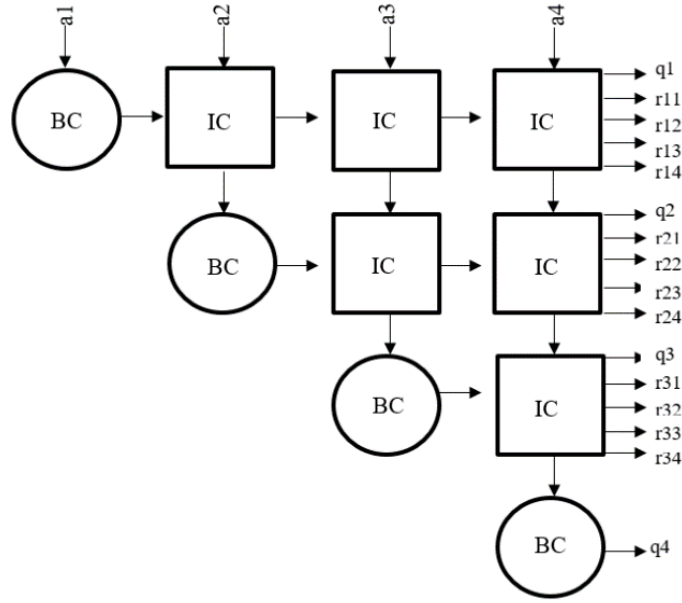 a1
a2
a3
a4
BC
IC
IC
IC
q1
r11
r12
r13
r14
BC
IC
IC
q2
r21
r22
r23
r24
BC
IC
q3
r31
r32
r33
r34
BC
q4